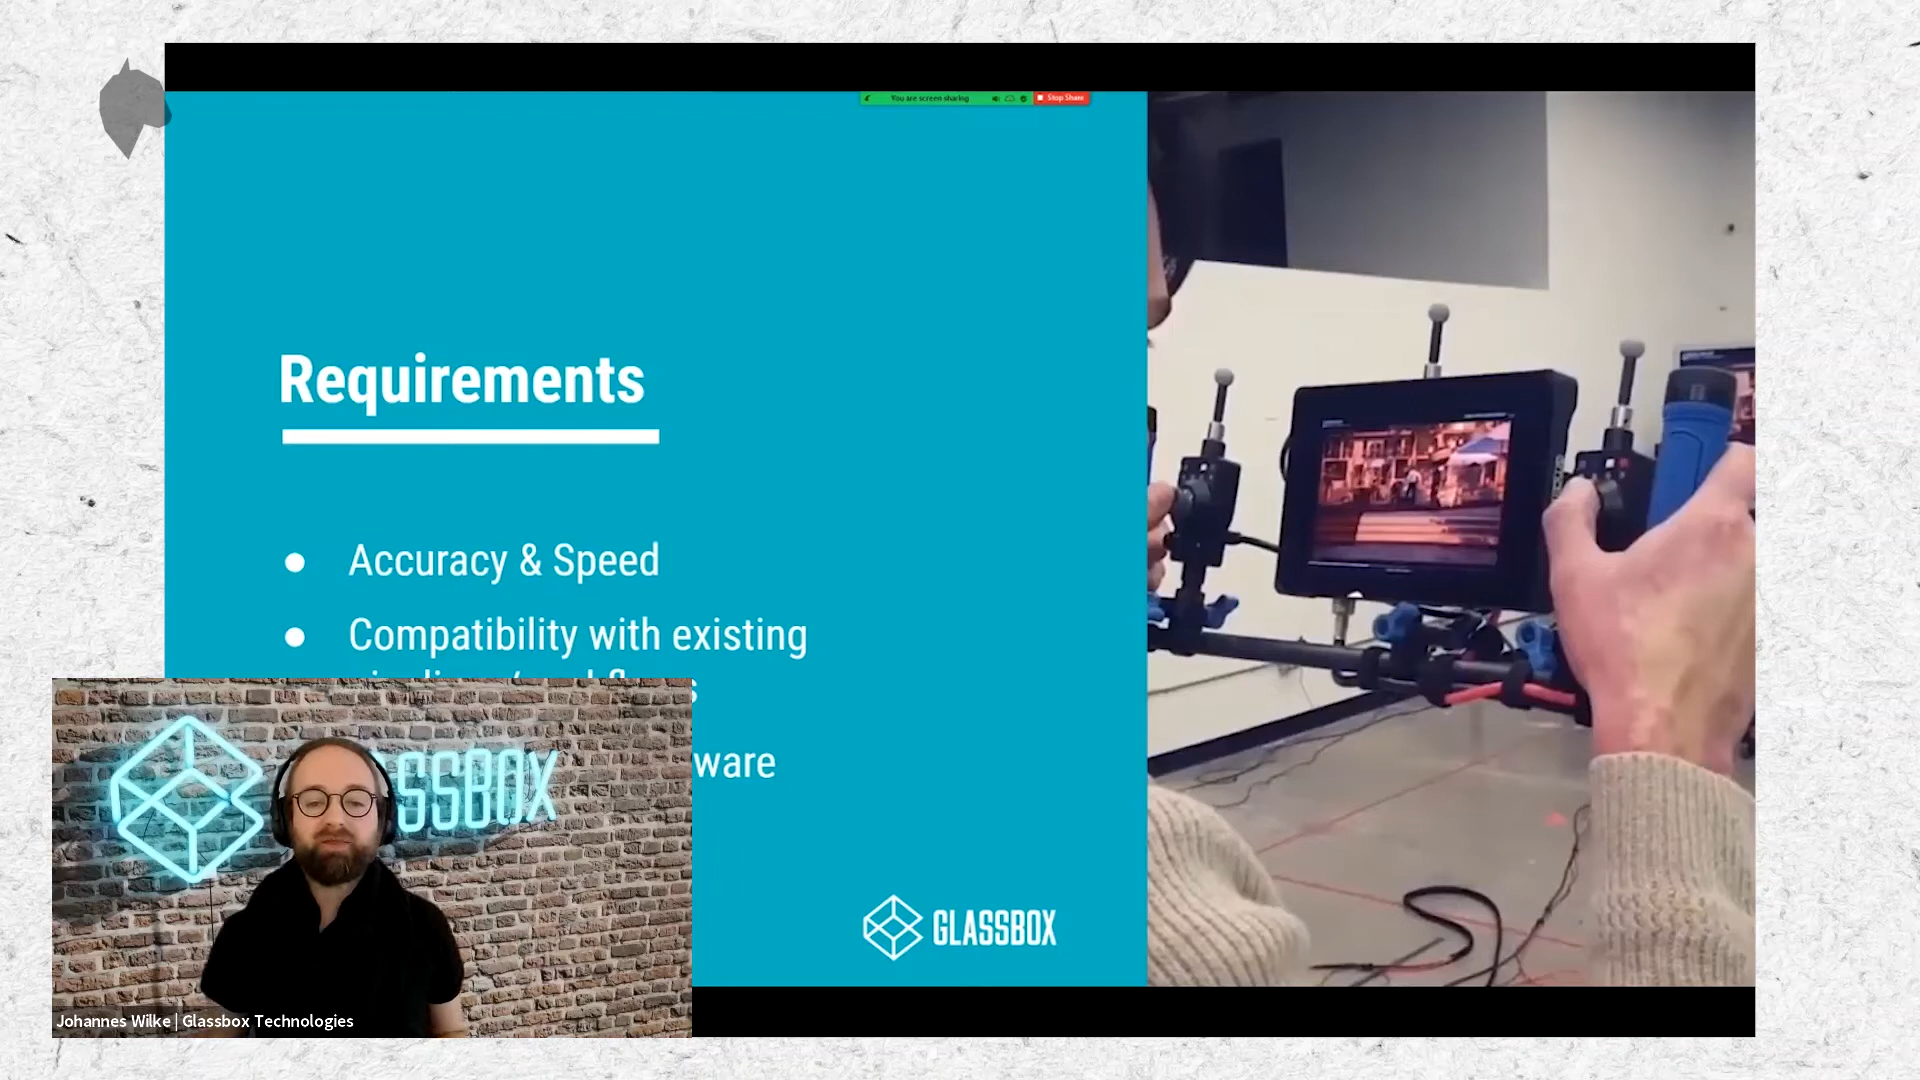 You are screen sharing
Stop Share
Requirements
Accuracy & Speed
Compatibility with existing
ware
SSBOX
GLASSBOX
Johannes Wilke | Glassbox Technologies